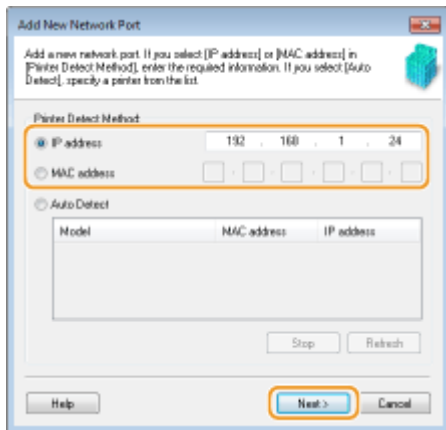 Add New Network Port
Add a new network port. If you select [IP address] or [MAC address] in
[Printer Detect Method], enter the required information. If you select [Auto
Detect], specify a printer from the list.
Printer Detect Method
IP address 192 . 168 . 1 . 24
MAC address - - - - -
Auto Detect
Model MAC address IP address
Stop Refresh
Help Next > Cancel